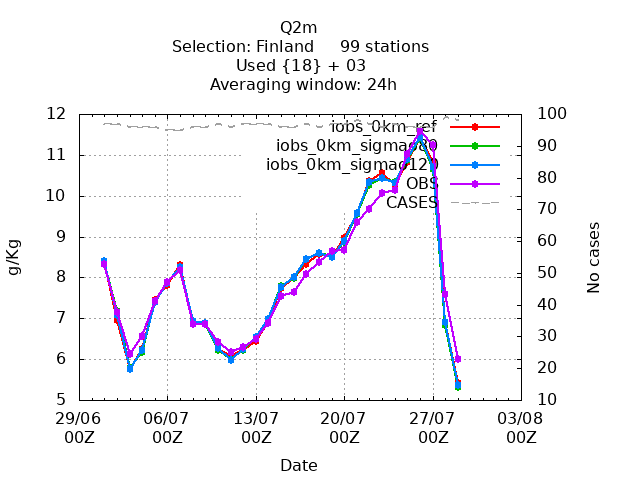 Q2m
Selection: Finland 99 stations
Used {18} + 03
Averaging window: 24h
12 100
iobs_0km_ref
90
iobs_0km_sigmao80
11
iobs_0km_sigmao120
80
OBS
10
70
CASES
9 60
g/Kg
No cases
50
8
40
7
30
6
20
5 10
29/06 06/07 13/07 20/07 27/07 03/08
00Z 00Z 00Z 00Z 00Z 00Z
Date